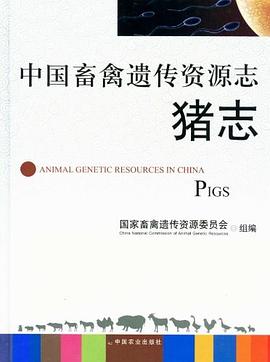 中国畜禽遗传资源志
猪志
ANIMAL GENETIC RESOURCES IN CHINA
PIGS
国家畜禽遗传资源委员会 组编
China National Commission of Animal Genetic Resources
中国农业出版社